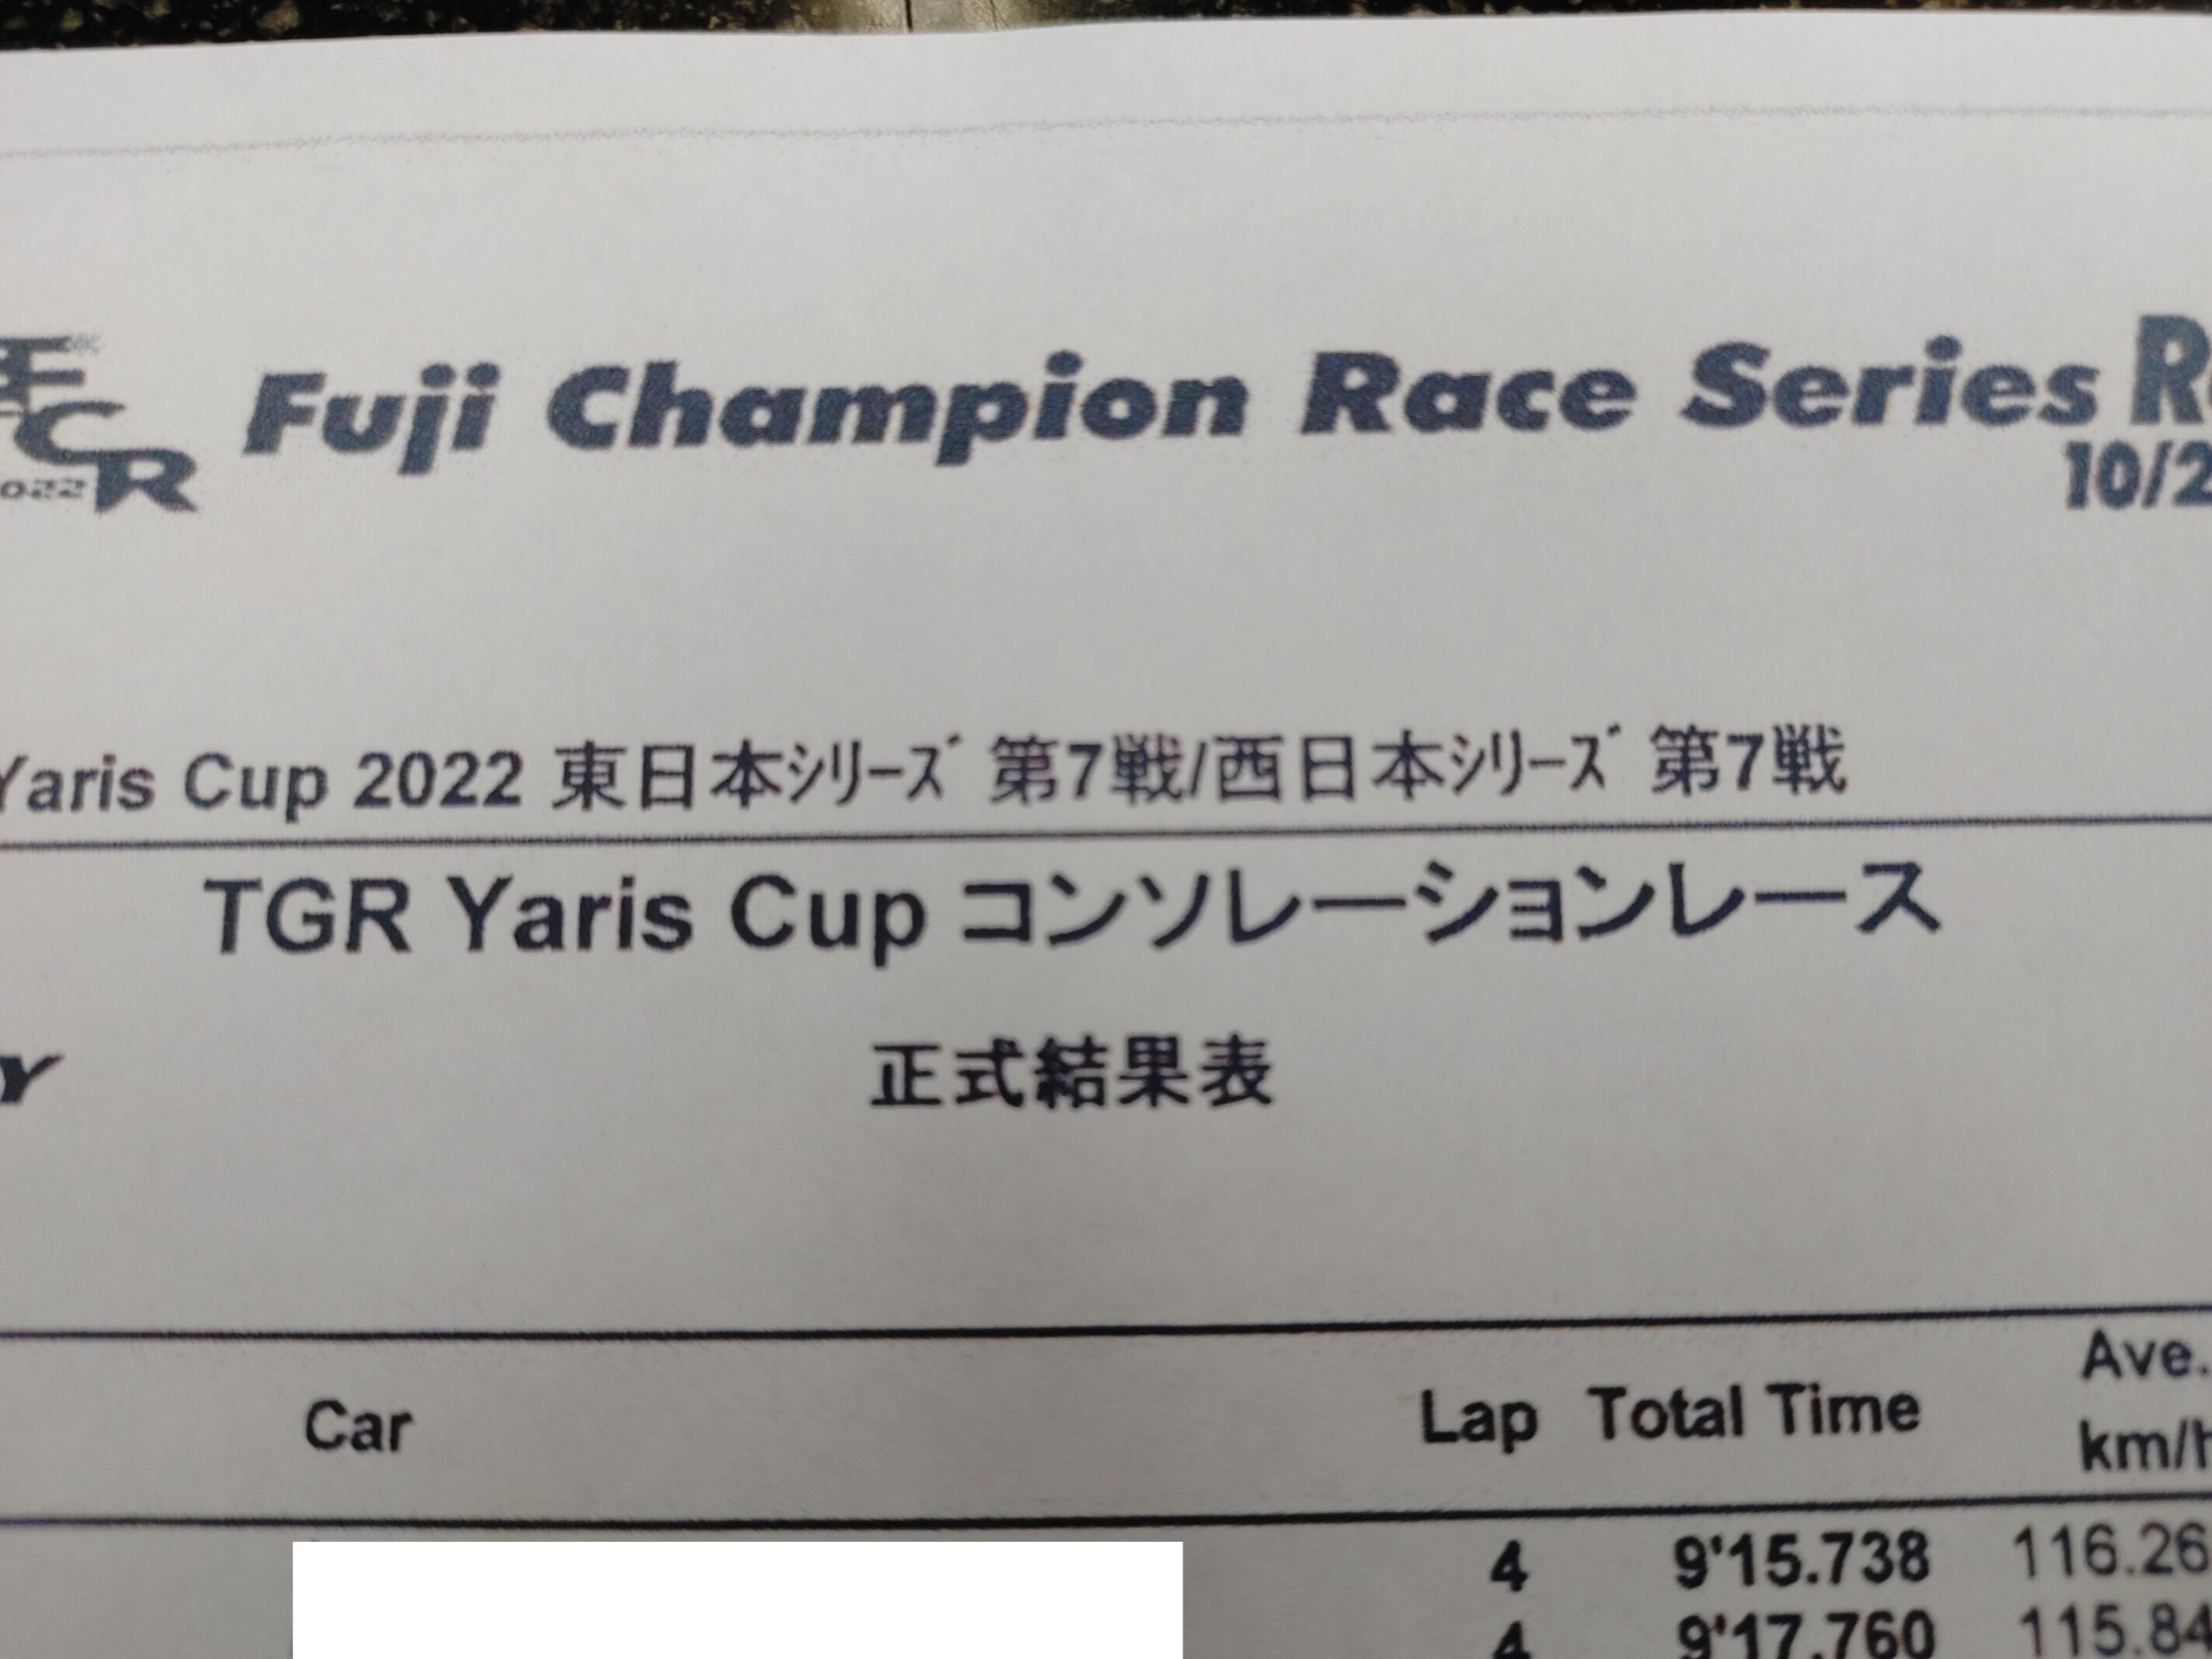 FCR Fuji Champion Race Series
2022
10/2
Yaris Cup 2022 東日本ｼﾘｰｽﾞ 第7戦/西日本ｼﾘｰｽﾞ 第7戦
TGR Yaris Cup コンソレーションレース
正式結果表
Car Lap Total Time Ave. km/h
4 9'15.738 116.26
4 9'17.760 115.84